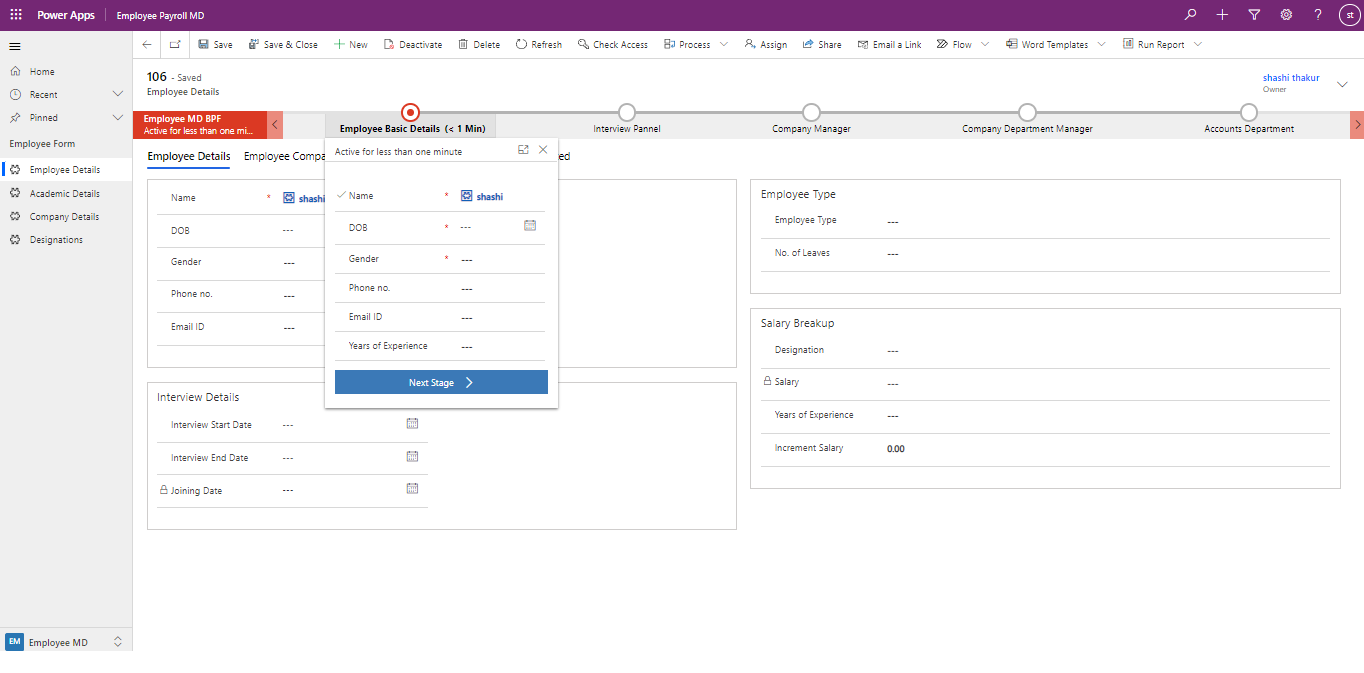 Power Apps Employee Payroll MD ? st
Save Save & Close New Deactivate Delete Refresh Check Access Process Assign Share Email a Link Flow Word Templates Run Report
Home
Recent
Pinned
Employee Form
Employee Details
Academic Details
Company Details
Designations
EM Employee MD
106 - Saved
Employee Details
shashi thakur
Owner
Employee MD BPF
Active for less than one mi...
Employee Basic Details (< 1 Min)
Interview Pannel
Company Manager
Company Department Manager
Accounts Department
Employee Details Employee Compa ed
Name * shashi
DOB ---
Gender ---
Phone no. ---
Email ID ---
Active for less than one minute
Name * shashi
DOB * ---
Gender * ---
Phone no. ---
Email ID ---
Years of Experience ---
Next Stage
Interview Details
Interview Start Date ---
Interview End Date ---
Joining Date ---
Employee Type
Employee Type ---
No. of Leaves ---
Salary Breakup
Designation ---
Salary ---
Years of Experience ---
Increment Salary 0.00